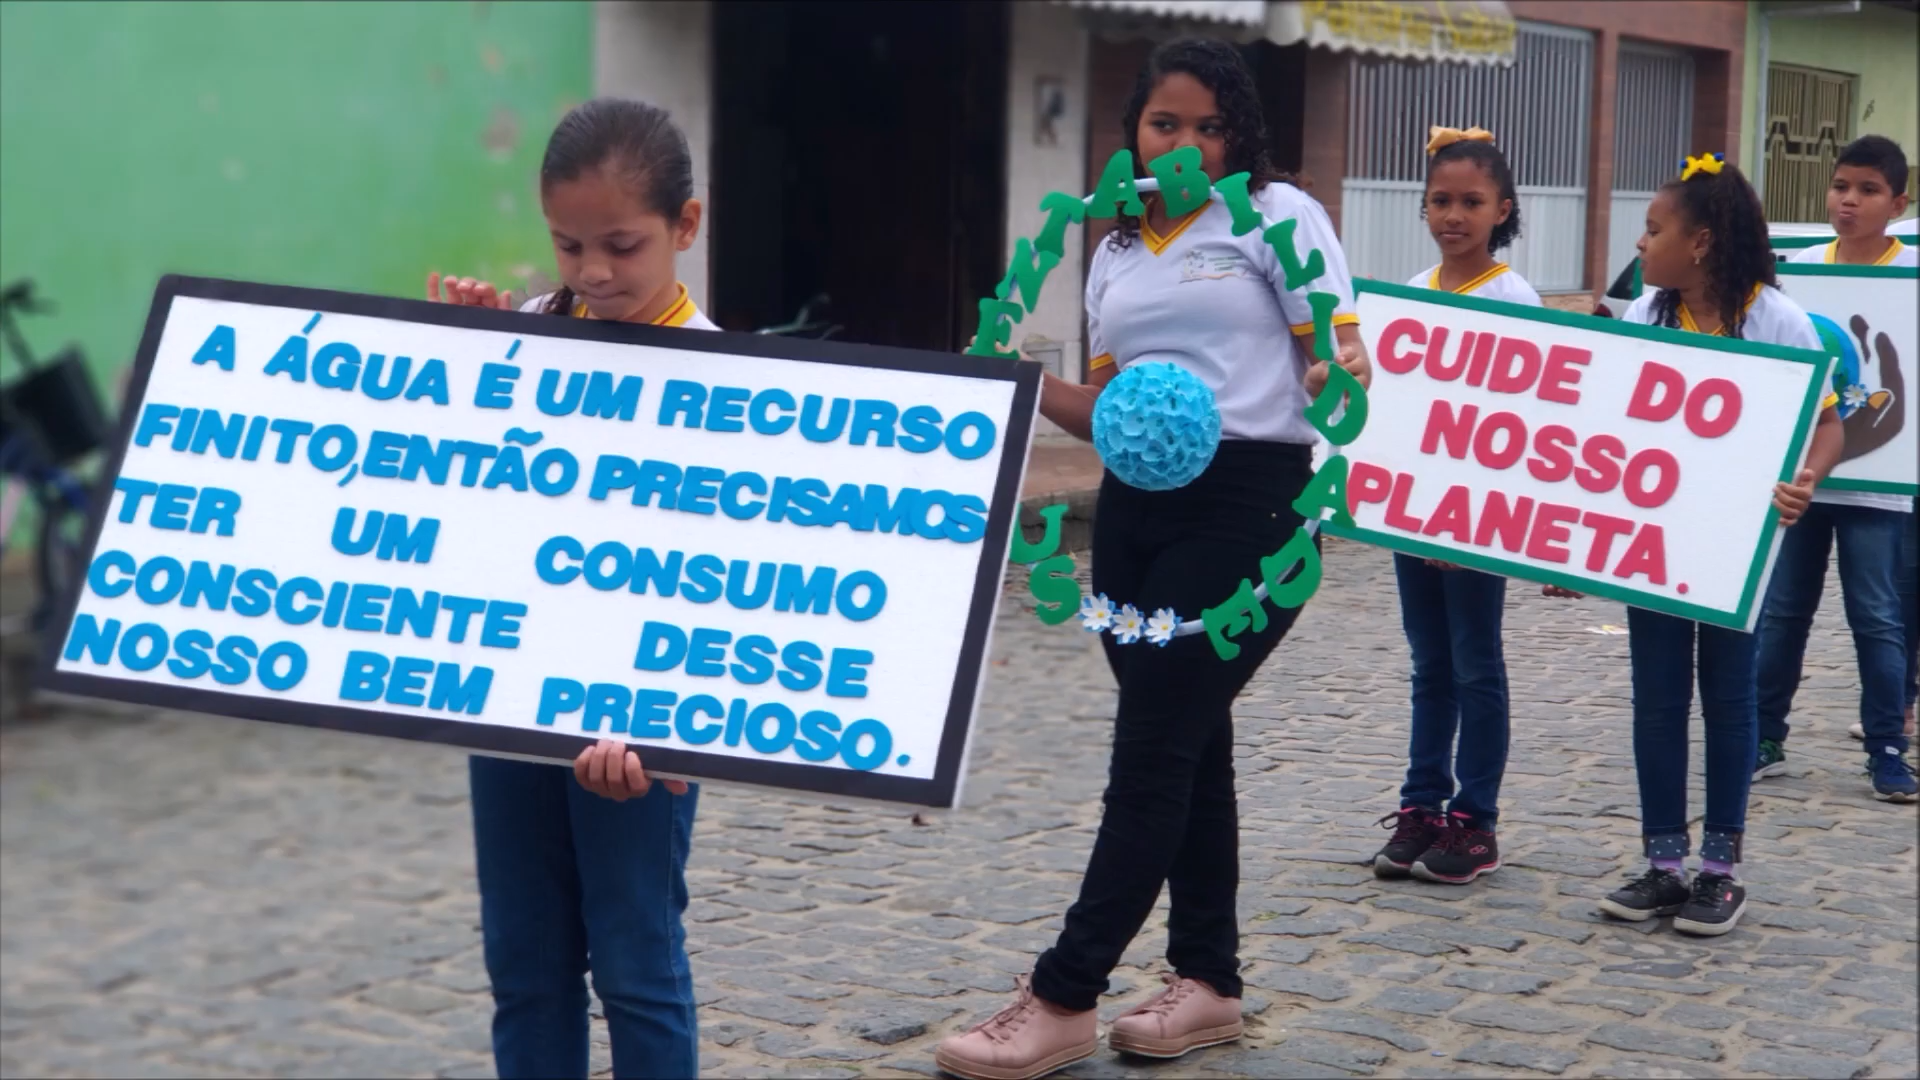 A ÁGUA É UM RECURSO
FINITO, ENTÃO PRECISAMOS
TER UM CONSUMO
CONSCIENTE DESSE
NOSSO BEM PRECIOSO.
SUSTENTABILIDADE
CUIDE DO
NOSSO
PLANETA.